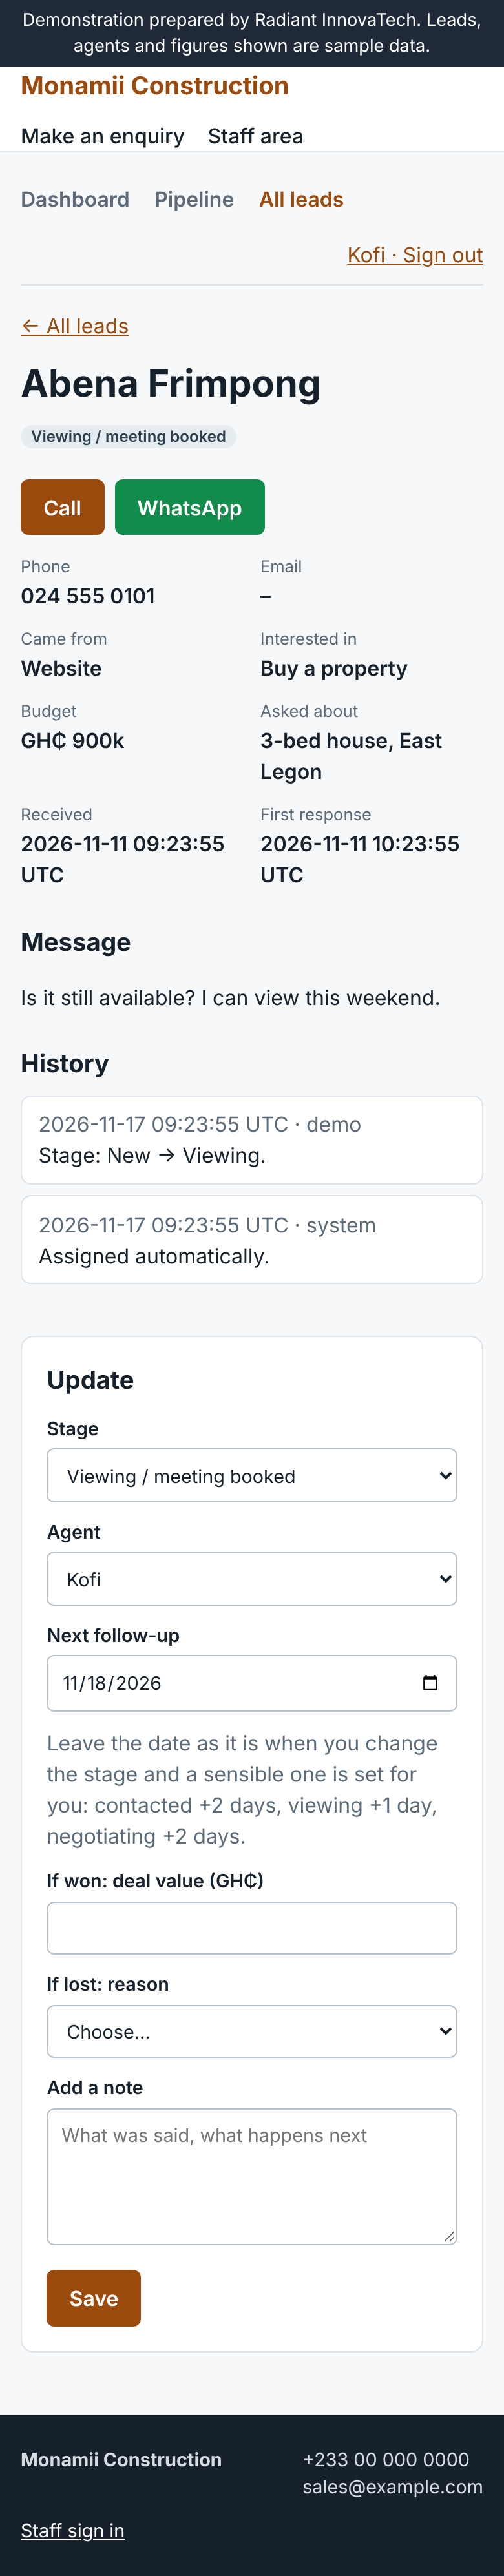 Demonstration prepared by Radiant InnovaTech. Leads,
agents and figures shown are sample data.
Monamii Construction
Make an enquiry Staff area
Dashboard Pipeline All leads
Kofi · Sign out
← All leads
Abena Frimpong
Viewing / meeting booked
Call WhatsApp
Phone Email
024 555 0101 –
Came from Interested in
Website Buy a property
Budget Asked about
GH₵ 900k 3-bed house, East
Legon
Received First response
2026-11-11 09:23:55 2026-11-11 10:23:55
UTC UTC
Message
Is it still available? I can view this weekend.
History
2026-11-17 09:23:55 UTC · demo
Stage: New → Viewing.
2026-11-17 09:23:55 UTC · system
Assigned automatically.
Update
Stage
Viewing / meeting booked
Agent
Kofi
Next follow-up
11/18/2026
Leave the date as it is when you change
the stage and a sensible one is set for
you: contacted +2 days, viewing +1 day,
negotiating +2 days.
If won: deal value (GH₵)
If lost: reason
Choose...
Add a note
What was said, what happens next
Save
Monamii Construction +233 00 000 0000
sales@example.com
Staff sign in